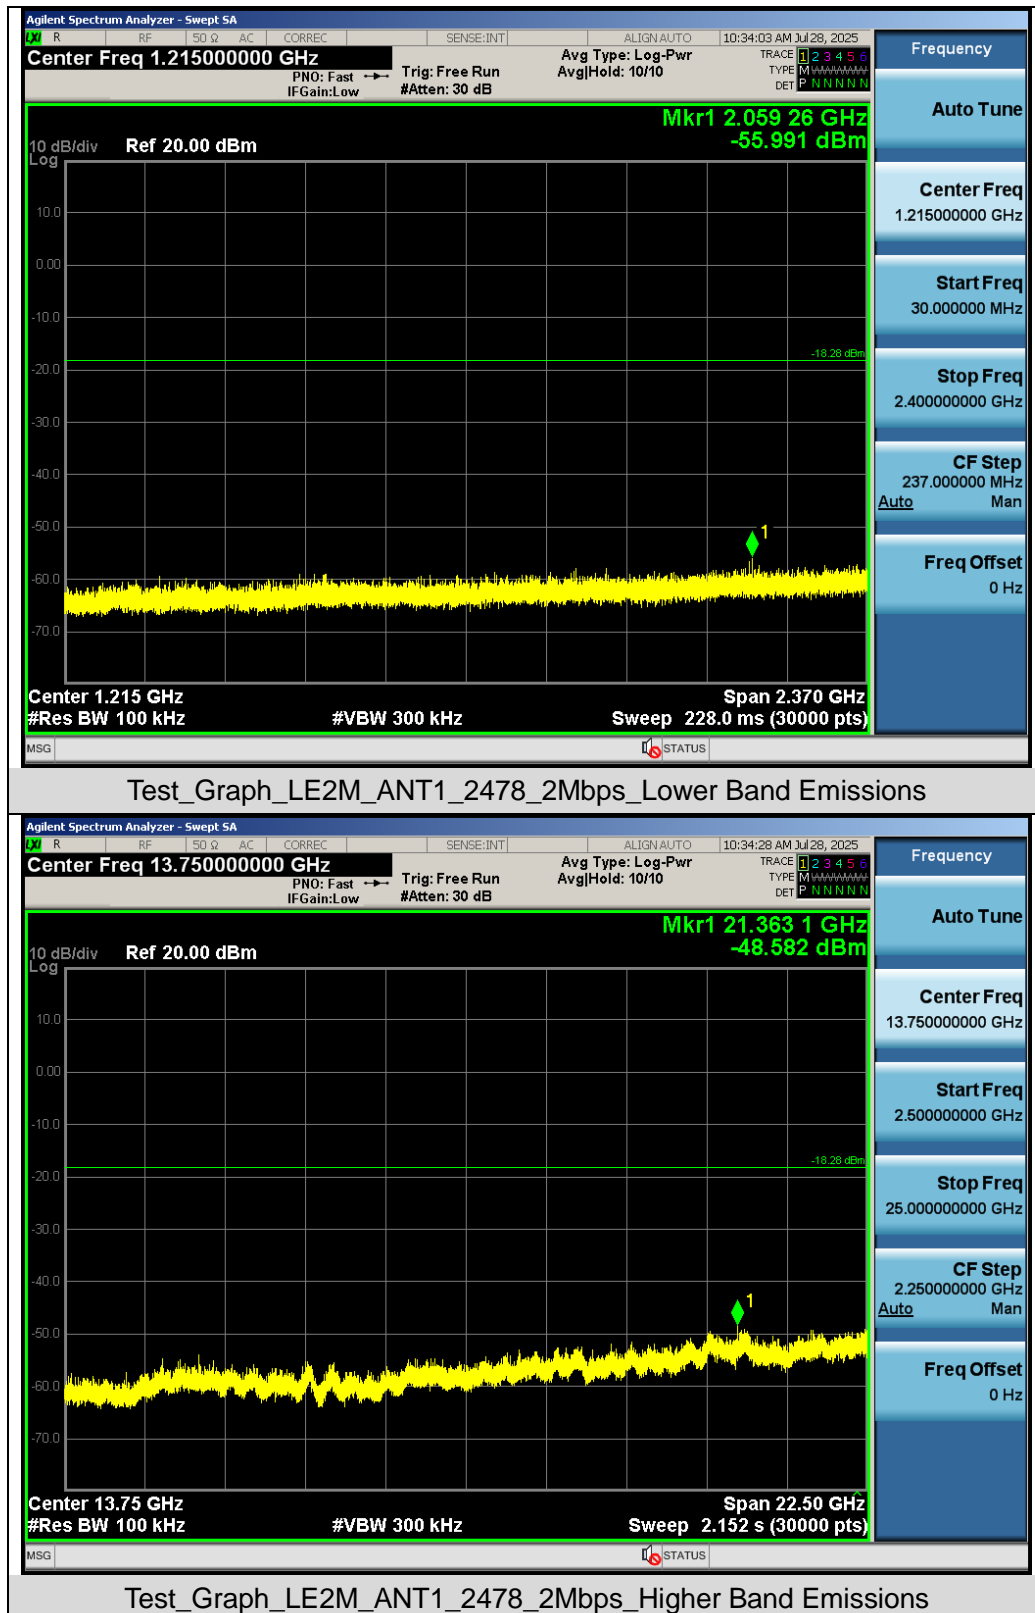 Agilent Spectrum Analyzer - Swept SA
LXI R RF 50 Ω AC CORREC SENSE:INT ALIGN AUTO 10:34:03 AM Jul 28, 2025
Center Freq 1.215000000 GHz
PNO: Fast Trig: Free Run Avg Type: Log-Pwr TRACE 1 2 3 4 5 6
IFGain:Low #Atten: 30 dB Avg|Hold: 10/10 TYPE M
DET P N N N N N
Mkr1 2.059 26 GHz
-55.991 dBm
10 dB/div Ref 20.00 dBm
Log
10.0
0.00
-10.0
-18.28 dBm
-20.0
-30.0
-40.0
-50.0
1
-60.0
-70.0
Center 1.215 GHz Span 2.370 GHz
#Res BW 100 kHz #VBW 300 kHz Sweep 228.0 ms (30000 pts)
MSG STATUS
Frequency
Auto Tune
Center Freq
1.215000000 GHz
Start Freq
30.000000 MHz
Stop Freq
2.400000000 GHz
CF Step
237.000000 MHz
Auto Man
Freq Offset
0 Hz
Test_Graph_LE2M_ANT1_2478_2Mbps_Lower Band Emissions
Agilent Spectrum Analyzer - Swept SA
LXI R RF 50 Ω AC CORREC SENSE:INT ALIGN AUTO 10:34:28 AM Jul 28, 2025
Center Freq 13.750000000 GHz
PNO: Fast Trig: Free Run Avg Type: Log-Pwr TRACE 1 2 3 4 5 6
IFGain:Low #Atten: 30 dB Avg|Hold: 10/10 TYPE M
DET P N N N N N
Mkr1 21.363 1 GHz
-48.582 dBm
10 dB/div Ref 20.00 dBm
Log
10.0
0.00
-10.0
-18.28 dBm
-20.0
-30.0
-40.0
1
-50.0
-60.0
-70.0
Center 13.75 GHz Span 22.50 GHz
#Res BW 100 kHz #VBW 300 kHz Sweep 2.152 s (30000 pts)
MSG STATUS
Frequency
Auto Tune
Center Freq
13.750000000 GHz
Start Freq
2.500000000 GHz
Stop Freq
25.000000000 GHz
CF Step
2.250000000 GHz
Auto Man
Freq Offset
0 Hz
Test_Graph_LE2M_ANT1_2478_2Mbps_Higher Band Emissions